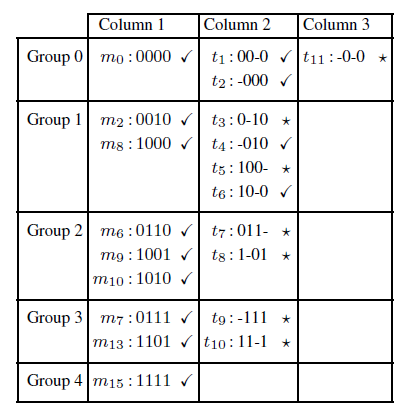 Column 1 Column 2 Column 3
Group 0 m₀ : 0000 ✓ t₁ : 00-0 ✓ t₁₁ : -0-0 ⋆
t₂ : -000 ✓
Group 1 m₂ : 0010 ✓ t₃ : 0-10 ⋆
m₈ : 1000 ✓ t₄ : -010 ✓
t₅ : 100- ⋆
t₆ : 10-0 ✓
Group 2 m₆ : 0110 ✓ t₇ : 011- ⋆
m₉ : 1001 ✓ t₈ : 1-01 ⋆
m₁₀ : 1010 ✓
Group 3 m₇ : 0111 ✓ t₉ : -111 ⋆
m₁₃ : 1101 ✓ t₁₀ : 11-1 ⋆
Group 4 m₁₅ : 1111 ✓